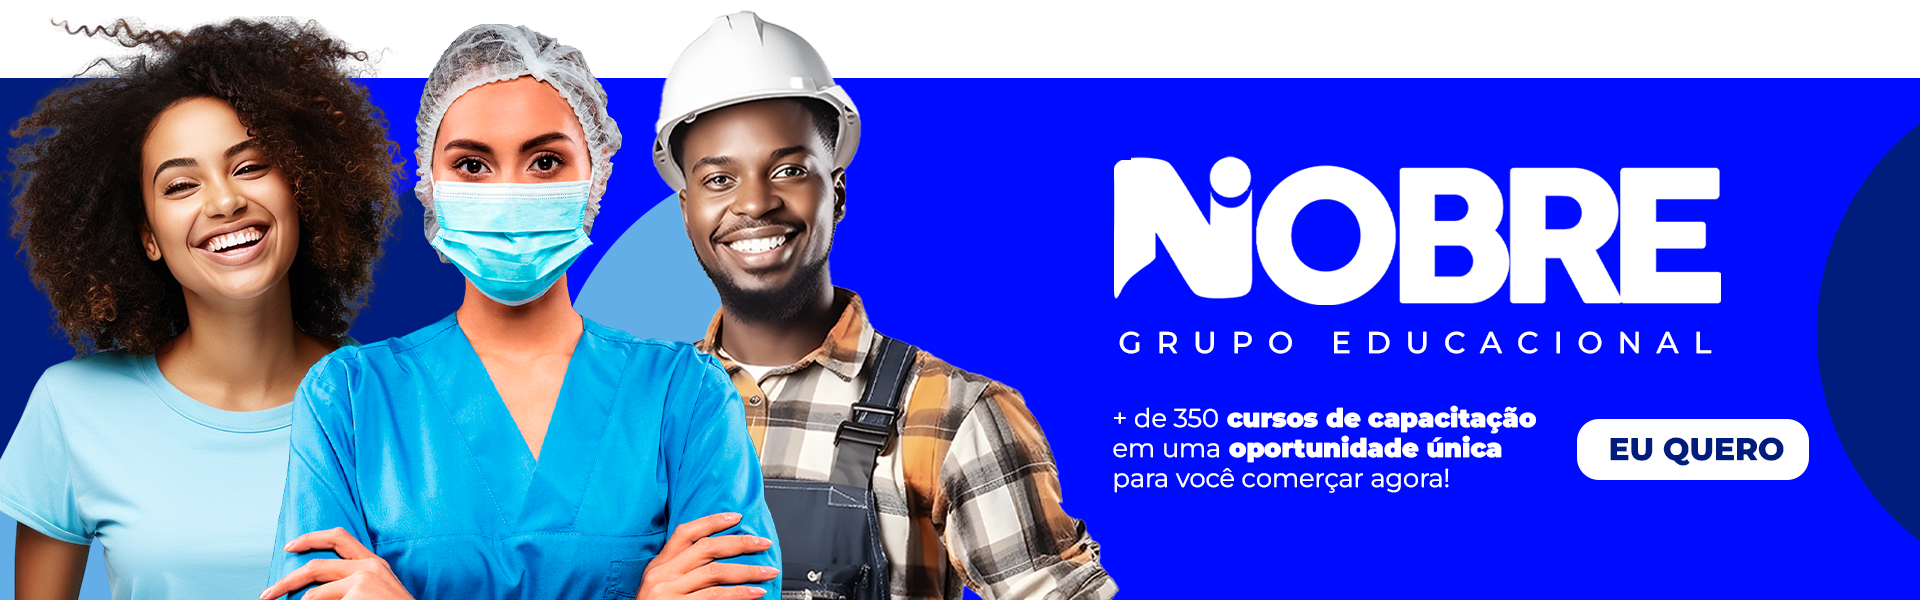 NOBRE
GRUPO EDUCACIONAL
+ de 350 cursos de capacitação
em uma oportunidade única
para você comerçar agora!
EU QUERO